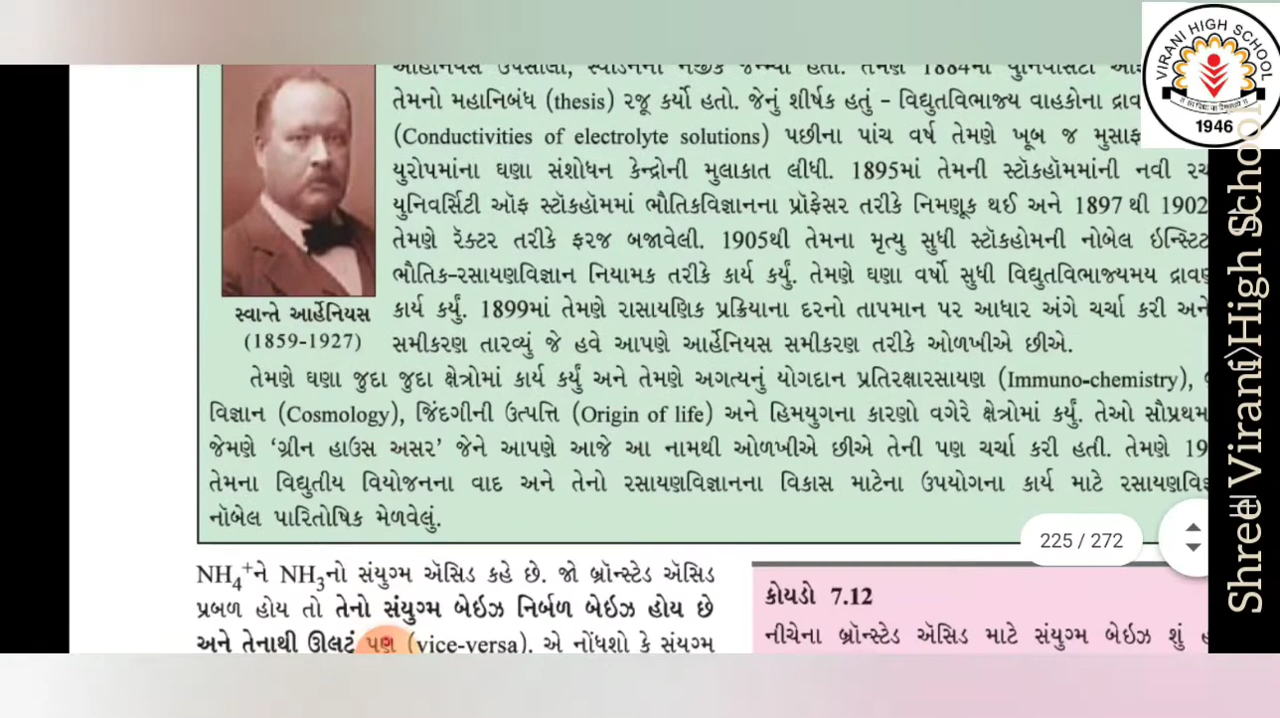 તેમનો મહાનિબંધ (thesis) રજૂ કર્યો હતો. જેનું શીર્ષક હતું - વિદ્યુતવિભાજ્ય વાહકોના
(Conductivities of electrolyte solutions) પછીના પાંચ વર્ષ તેમણે ખૂબ જ
યુરોપમાંના ઘણા સંશોધન કેન્દ્રોની મુલાકાત લીધી. 1895માં તેમની સ્ટૉકહૉમમાંની નવી
યુનિવર્સિટી ઑફ સ્ટૉકહૉમમાં ભૌતિકવિજ્ઞાનના પ્રૉફેસર તરીકે નિમણૂક થઈ અને 1897થી 1902
તેમણે રૅક્ટર તરીકે ફરજ બજાવેલી. 1905થી તેમના મૃત્યુ સુધી સ્ટૉકહોમની નોબેલ
ભૌતિક-રસાયણવિજ્ઞાન નિયામક તરીકે કાર્ય કર્યું. તેમણે ઘણા વર્ષો સુધી વિદ્યુતવિભાજ્યમય
કાર્ય કર્યું. 1899માં તેમણે રાસાયણિક પ્રક્રિયાના દરનો તાપમાન પર આધાર અંગે ચર્ચા કરી અને
સમીકરણ તારવ્યું જે હવે આપણે આર્હેનિયસ સમીકરણ તરીકે ઓળખીએ છીએ.
સ્વાન્તે આર્હેનિયસ
(1859-1927)
તેમણે ઘણા જુદા જુદા ક્ષેત્રોમાં કાર્ય કર્યું અને તેમણે અગત્યનું યોગદાન પ્રતિરક્ષારસાયણ (Immuno-chemistry),
વિજ્ઞાન (Cosmology), જિંદગીની ઉત્પત્તિ (Origin of life) અને હિમયુગના કારણો વગેરે ક્ષેત્રોમાં કર્યું. તેઓ સૌપ્રથમ
જેમણે ‘ગ્રીન હાઉસ અસર’ જેને આપણે આજે આ નામથી ઓળખીએ છીએ તેની પણ ચર્ચા કરી હતી. તેમણે 19
તેમના વિદ્યુતીય વિયોજનના વાદ અને તેનો રસાયણવિજ્ઞાનના વિકાસ માટેના ઉપયોગના કાર્ય માટે
નૉબેલ પારિતોષિક મેળવેલું.
225 / 272
NH₄⁺ને NH₃નો સંયુગ્મ ઍસિડ કહે છે. જો બ્રૉન્સ્ટેડ ઍસિડ
પ્રબળ હોય તો તેનો સંયુગ્મ બેઇઝ નિર્બળ બેઇઝ હોય છે
અને તેનાથી ઊલટું પણ (vice-versa). એ નોંધશો કે સંયુગ્મ
કોયડો 7.12
નીચેના બ્રૉન્સ્ટેડ ઍસિડ માટે સંયુગ્મ બેઇઝ શું
VIRANI HIGH SCHOOL
1946
Shree Virani High School